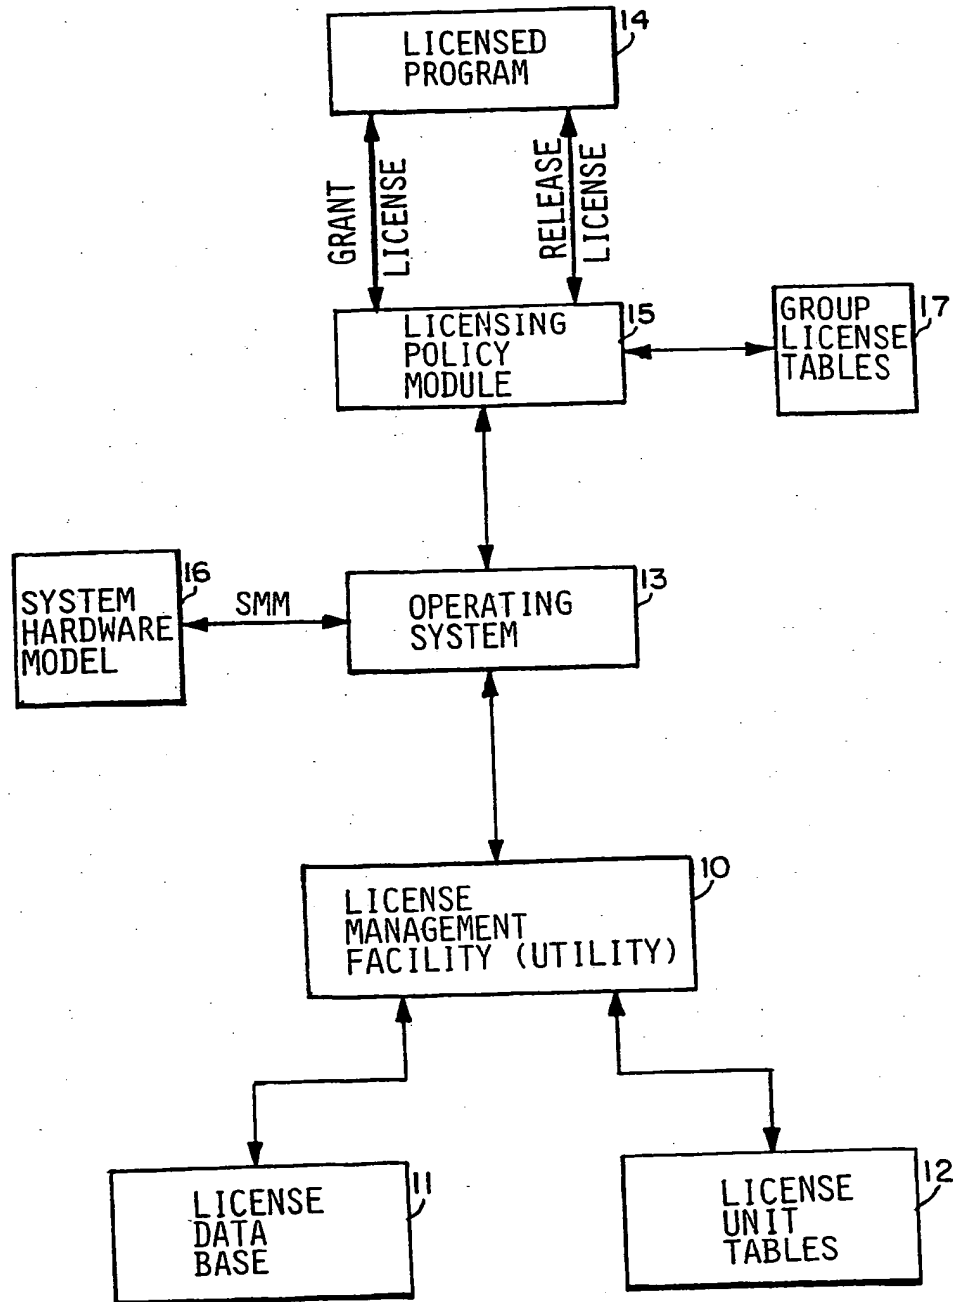 LICENSED
PROGRAM
14
GRANT
LICENSE
RELEASE
LICENSE
LICENSING
POLICY
MODULE
15
GROUP
LICENSE
TABLES
17
SYSTEM
HARDWARE
MODEL
16
SMM
OPERATING
SYSTEM
13
LICENSE
MANAGEMENT
FACILITY (UTILITY)
10
LICENSE
DATA
BASE
11
LICENSE
UNIT
TABLES
12